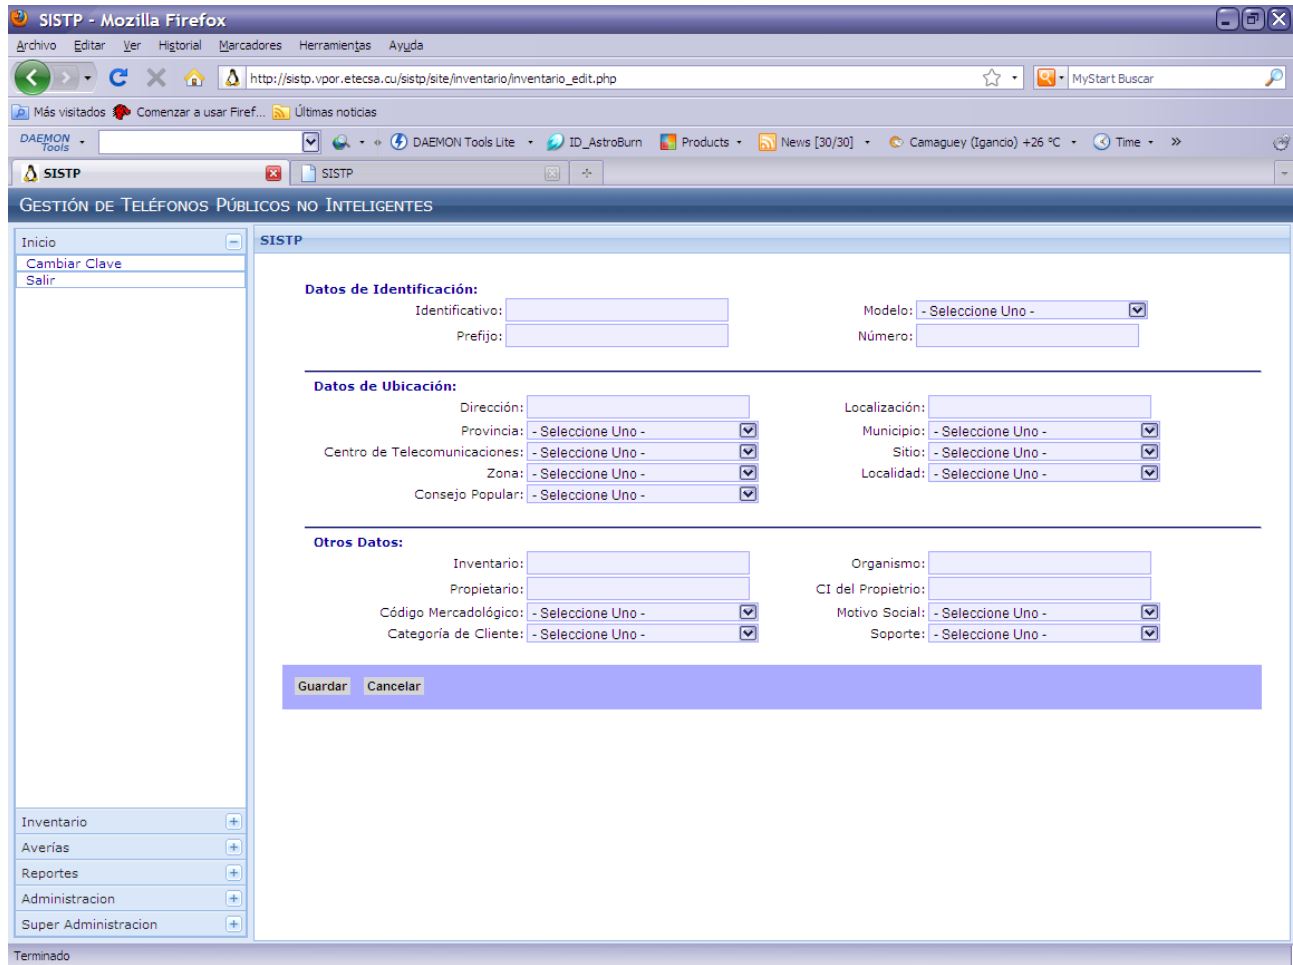 SISTP - Mozilla Firefox
Archivo Editar Ver Historial Marcadores Herramientas Ayuda
http://sistp.vpor.etecsa.cu/sistp/site/inventario/inventario_edit.php MyStart Buscar
Más visitados Comenzar a usar Firef... Últimas noticias
DAEMON Tools DAEMON Tools Lite ID_AstroBurn Products News [30/30] Camaguey (Igancio) +26 ºC Time »
SISTP SISTP
GESTIÓN DE TELÉFONOS PÚBLICOS NO INTELIGENTES
Inicio
Cambiar Clave
Salir
Inventario
Averías
Reportes
Administracion
Super Administracion
SISTP
Datos de Identificación:
Identificativo: Modelo: - Seleccione Uno -
Prefijo: Número:
Datos de Ubicación:
Dirección: Localización:
Provincia: - Seleccione Uno - Municipio: - Seleccione Uno -
Centro de Telecomunicaciones: - Seleccione Uno - Sitio: - Seleccione Uno -
Zona: - Seleccione Uno - Localidad: - Seleccione Uno -
Consejo Popular: - Seleccione Uno -
Otros Datos:
Inventario: Organismo:
Propietario: CI del Propietrio:
Código Mercadológico: - Seleccione Uno - Motivo Social: - Seleccione Uno -
Categoría de Cliente: - Seleccione Uno - Soporte: - Seleccione Uno -
Guardar Cancelar
Terminado